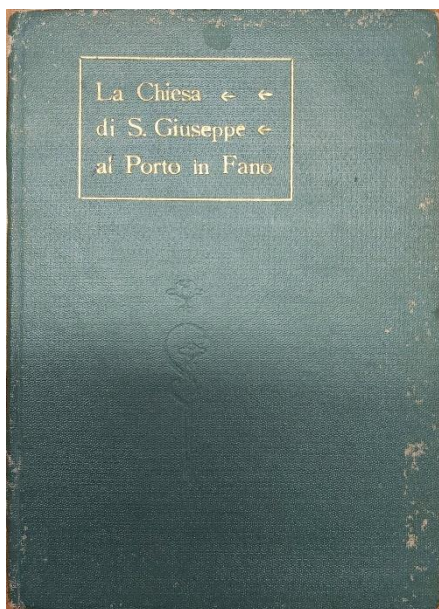 La Chiesa ← ←
di S. Giuseppe ←
al Porto in Fano